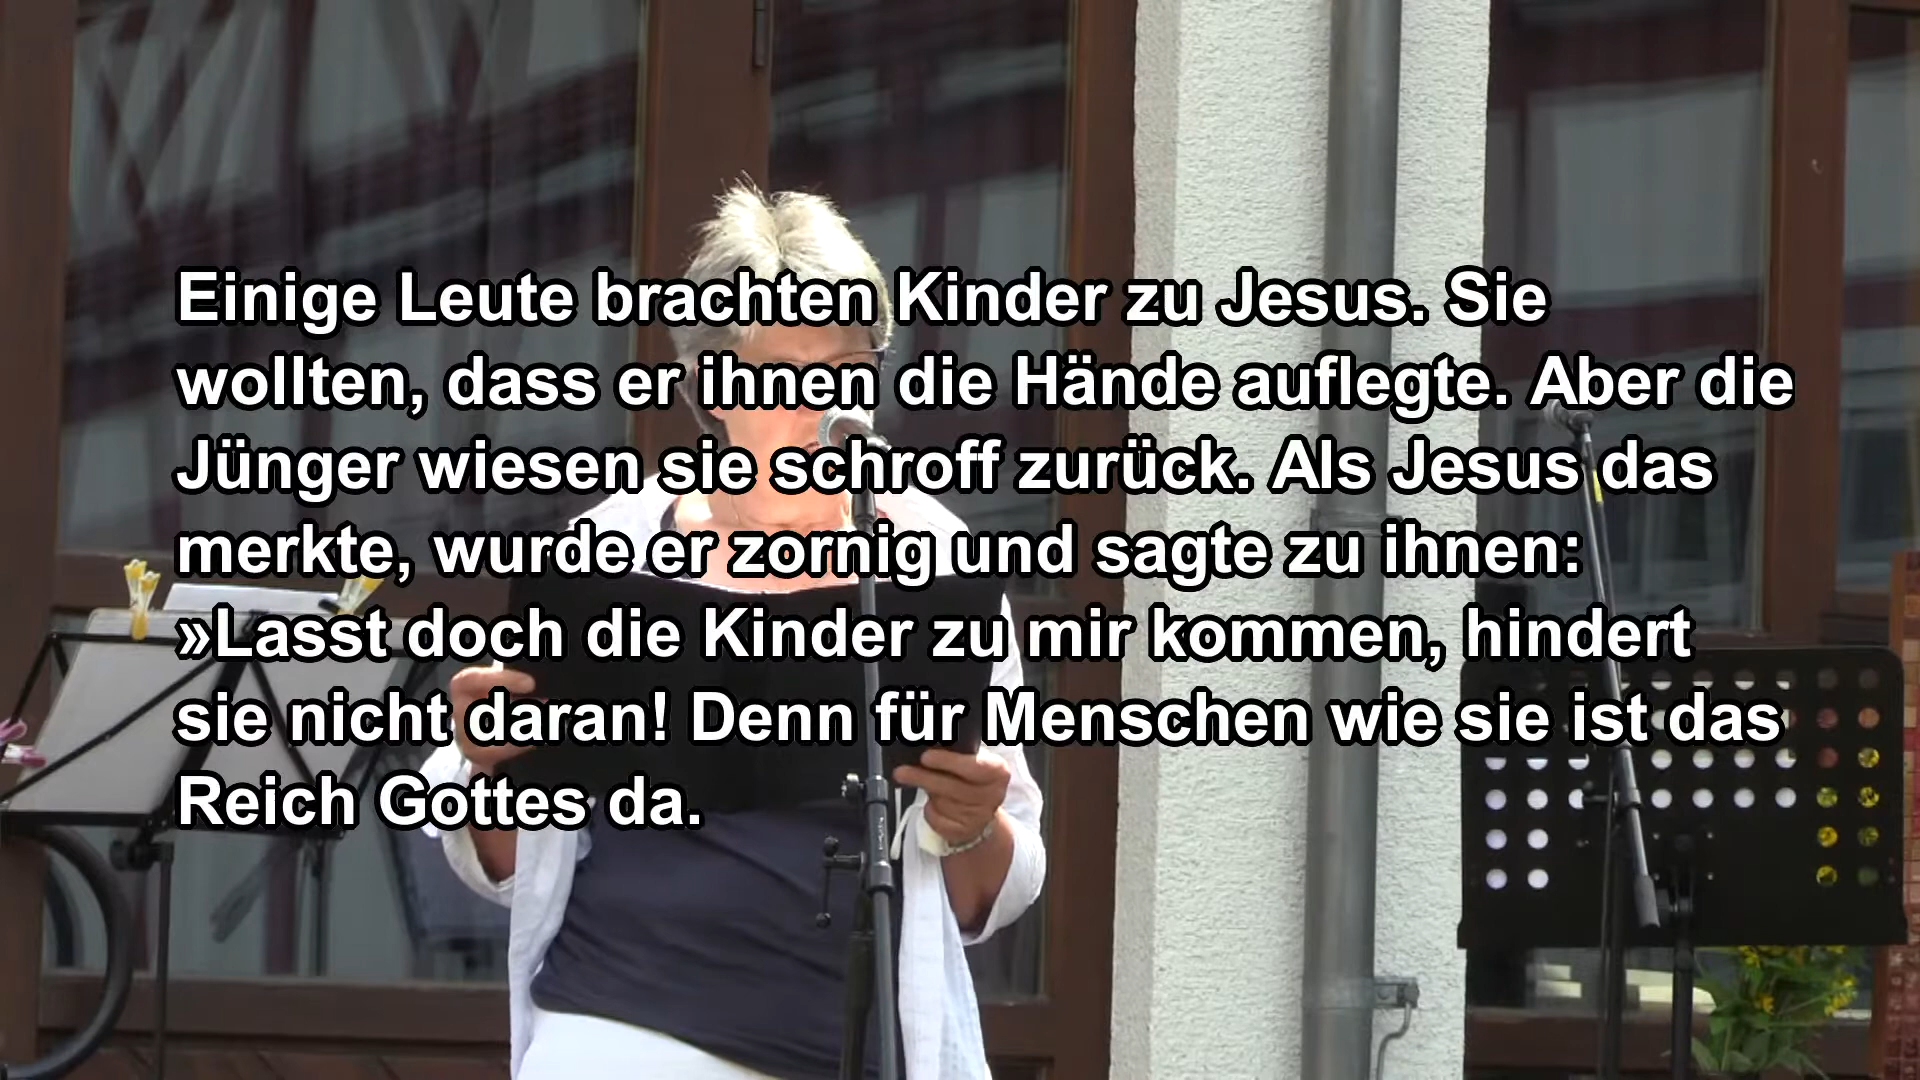 Einige Leute brachten Kinder zu Jesus. Sie
wollten, dass er ihnen die Hände auflegte. Aber die
Jünger wiesen sie schroff zurück. Als Jesus das
merkte, wurde er zornig und sagte zu ihnen:
»Lasst doch die Kinder zu mir kommen, hindert
sie nicht daran! Denn für Menschen wie sie ist das
Reich Gottes da.